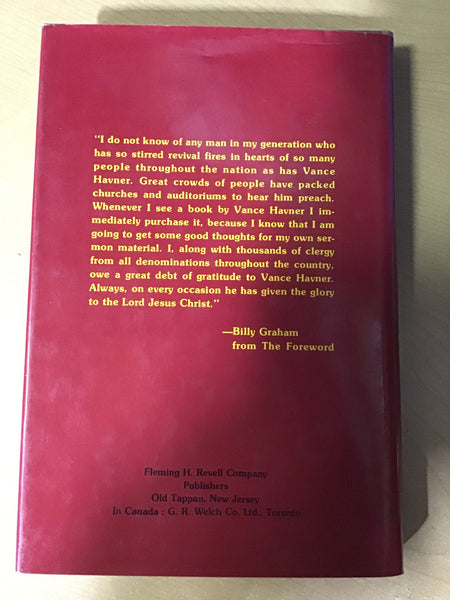 "I do not know of any man in my generation who
has so stirred revival fires in hearts of so many
people throughout the nation as has Vance
Havner. Great crowds of people have packed
churches and auditoriums to hear him preach.
Whenever I see a book by Vance Havner I im-
mediately purchase it, because I know that I am
going to get some good thoughts for my own ser-
mon material. I, along with thousands of clergy
from all denominations throughout the country,
owe a great debt of gratitude to Vance Havner.
Always, on every occasion he has given the glory
to the Lord Jesus Christ."
—Billy Graham
from The Foreword
Fleming H. Revell Company
Publishers
Old Tappan, New Jersey
In Canada : G. R. Welch Co. Ltd., Toronto